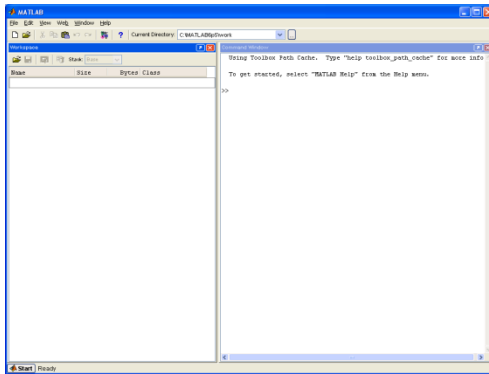 MATLAB
File Edit View Web Window Help
Current Directory: C:\MATLAB6p5\work
Workspace
Command Window
Stack:
Name Size Bytes Class
Using Toolbox Path Cache. Type "help toolbox_path_cache" for more info
To get started, select "MATLAB Help" from the Help menu.
>>
Start Ready